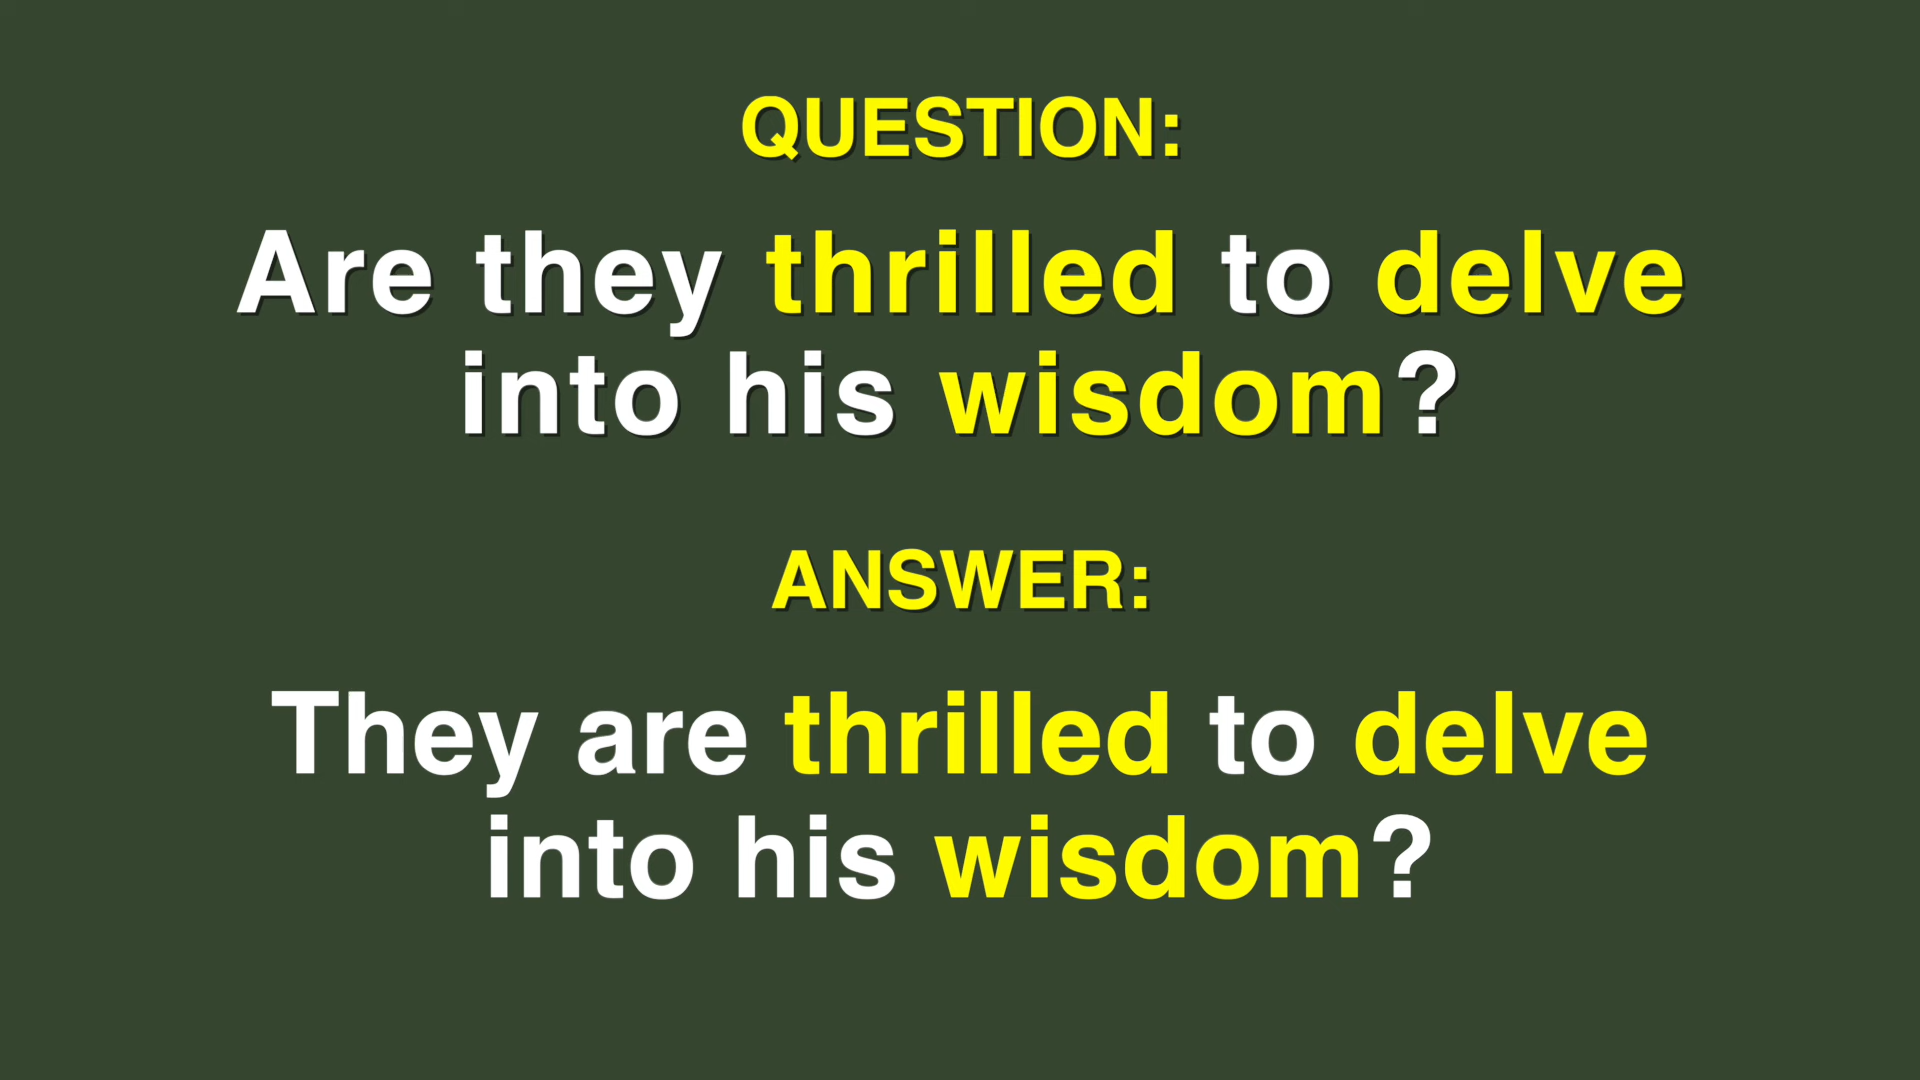 QUESTION:
Are they thrilled to delve
into his wisdom?
ANSWER:
They are thrilled to delve
into his wisdom?